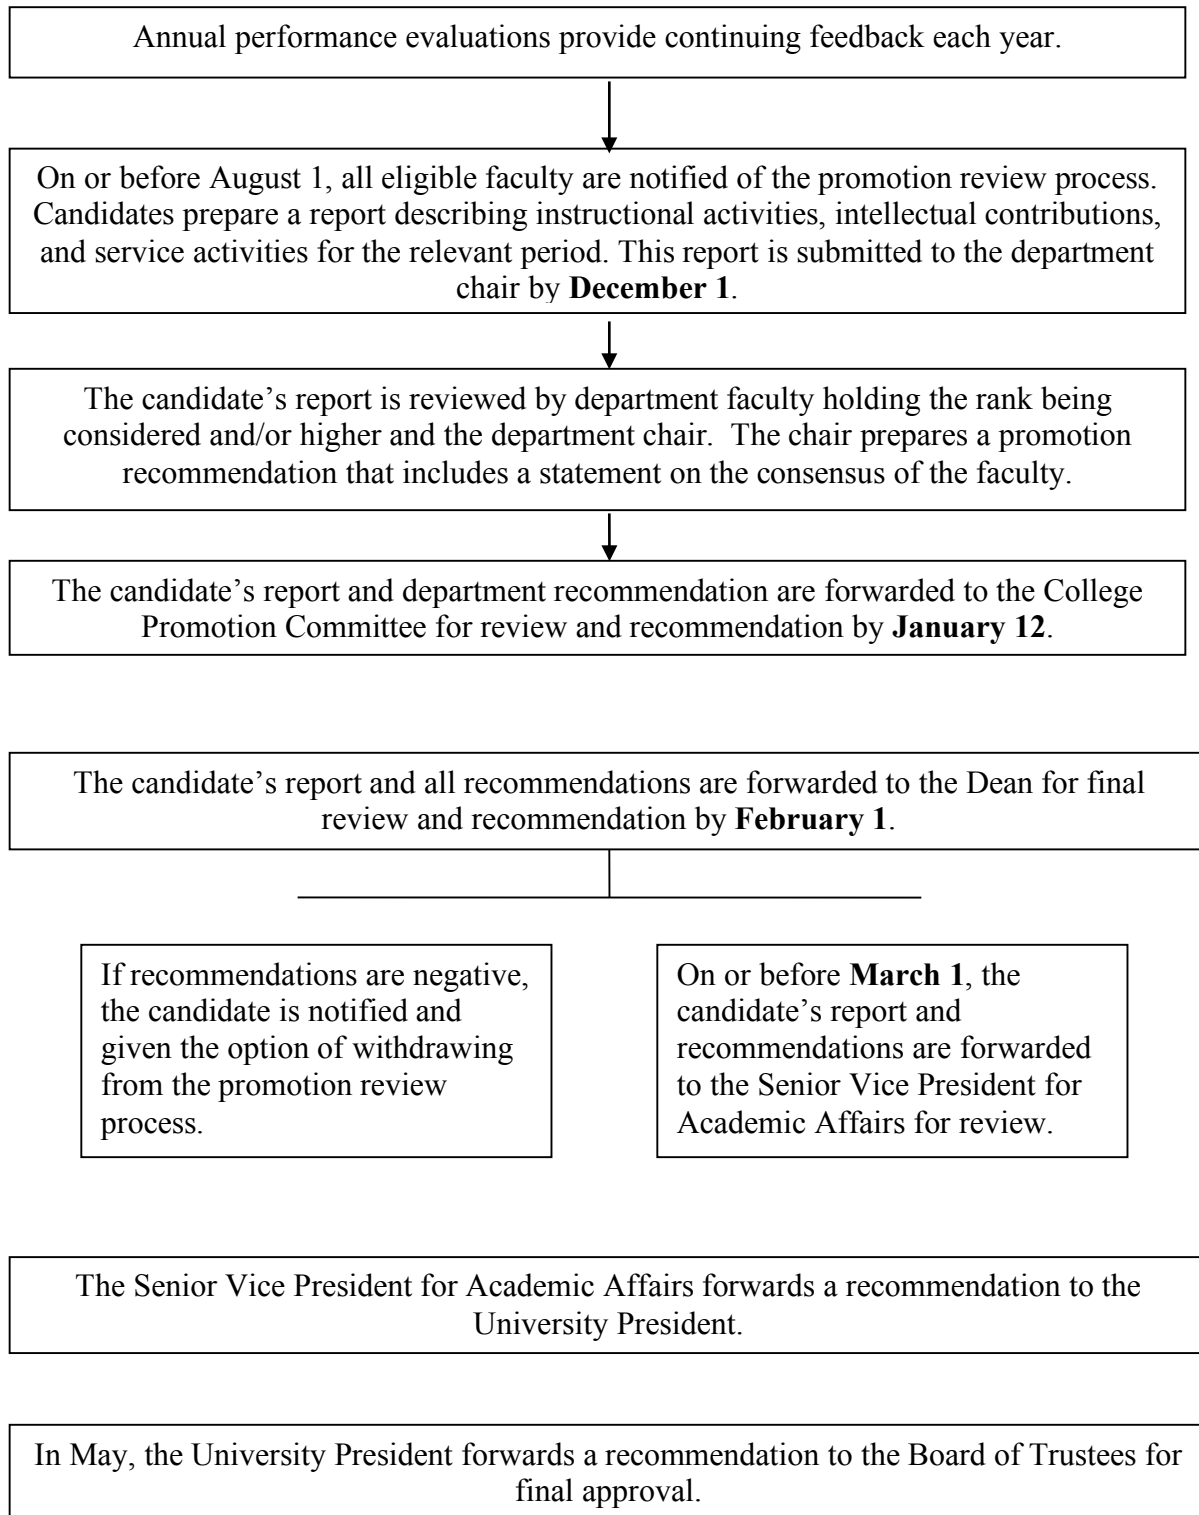 Annual performance evaluations provide continuing feedback each year.
On or before August 1, all eligible faculty are notified of the promotion review process.
Candidates prepare a report describing instructional activities, intellectual contributions,
and service activities for the relevant period. This report is submitted to the department
chair by December 1.
The candidate’s report is reviewed by department faculty holding the rank being
considered and/or higher and the department chair.  The chair prepares a promotion
recommendation that includes a statement on the consensus of the faculty.
The candidate’s report and department recommendation are forwarded to the College
Promotion Committee for review and recommendation by January 12.
The candidate’s report and all recommendations are forwarded to the Dean for final
review and recommendation by February 1.
If recommendations are negative,
the candidate is notified and
given the option of withdrawing
from the promotion review
process.
On or before March 1, the
candidate’s report and
recommendations are forwarded
to the Senior Vice President for
Academic Affairs for review.
The Senior Vice President for Academic Affairs forwards a recommendation to the
University President.
In May, the University President forwards a recommendation to the Board of Trustees for
final approval.